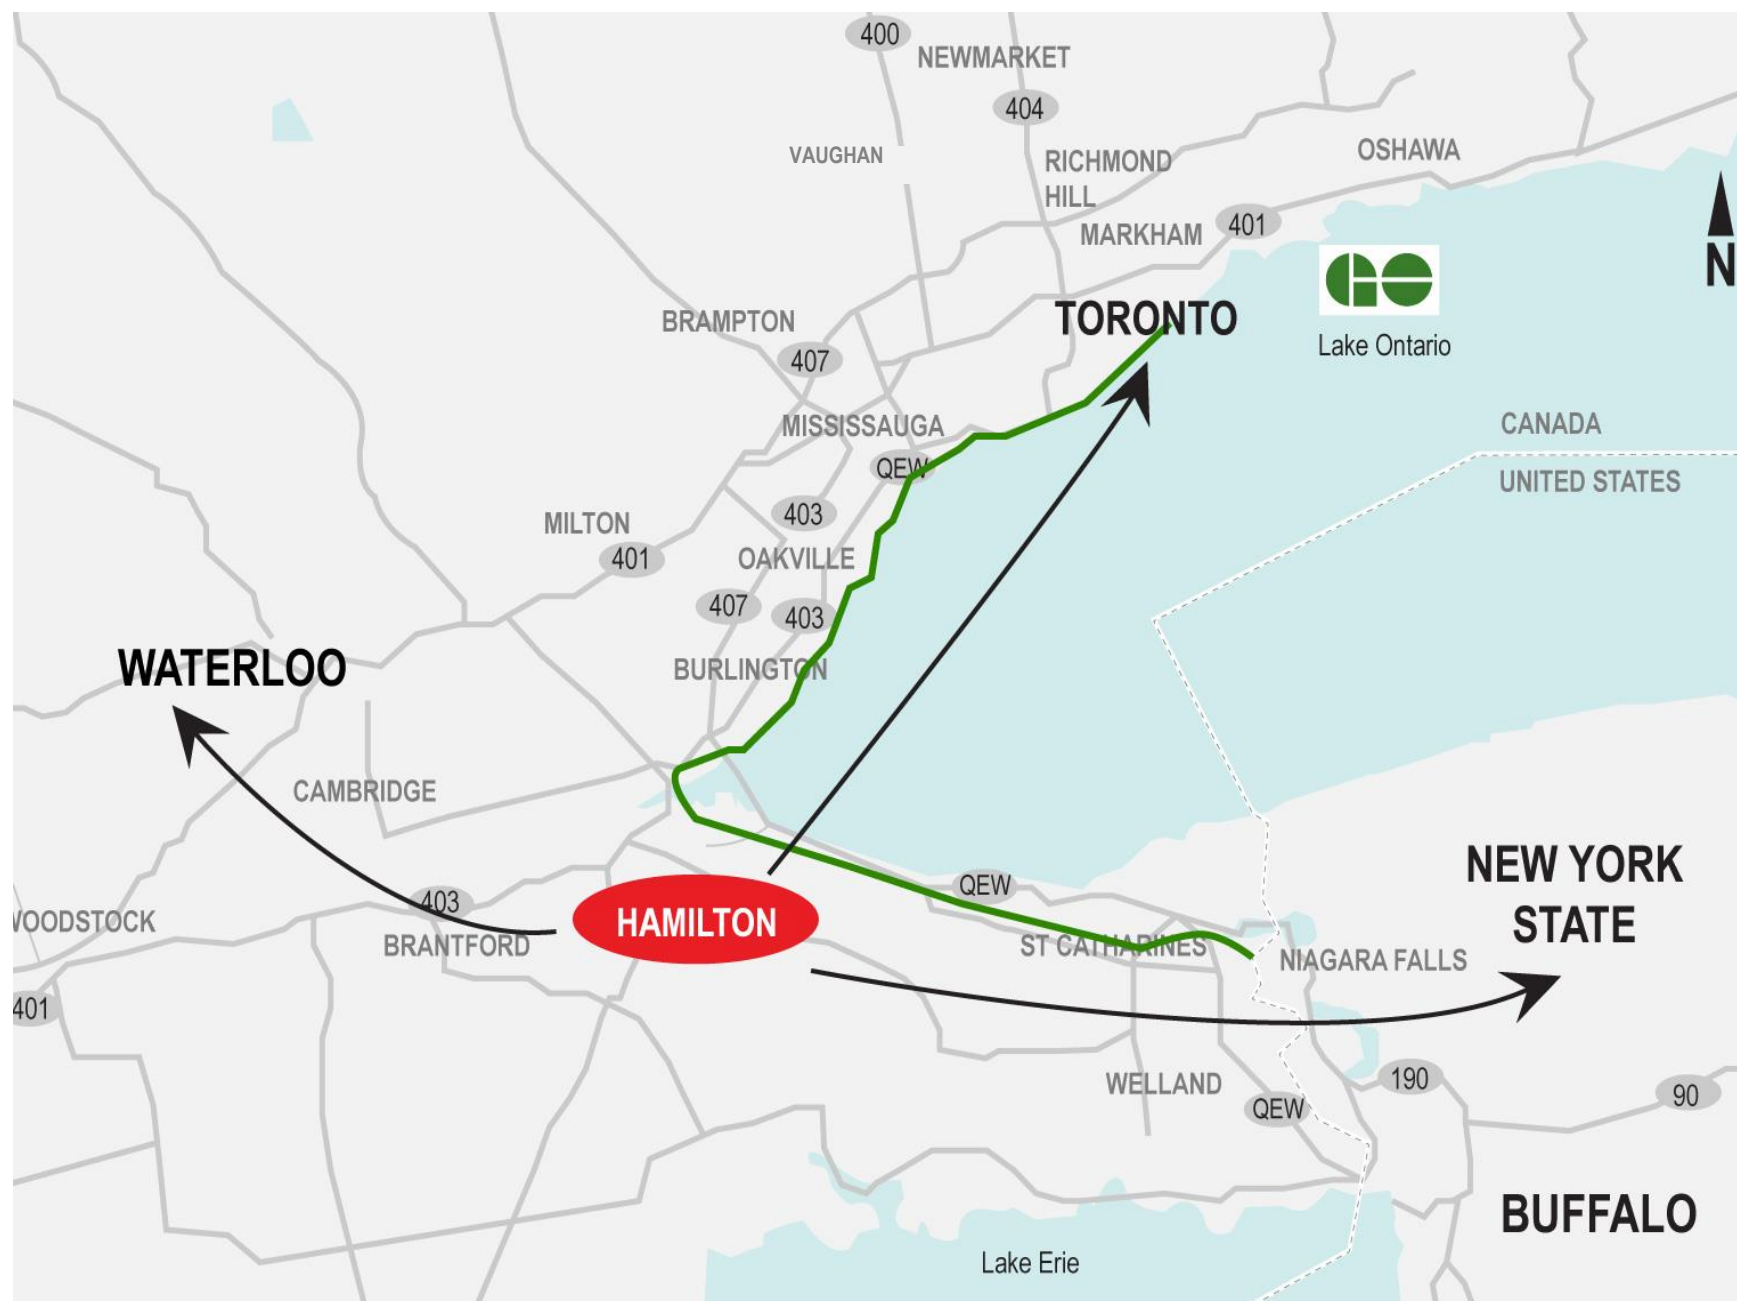 400
NEWMARKET
404
VAUGHAN
RICHMOND
HILL
OSHAWA
MARKHAM
401
N
GO
Lake Ontario
TORONTO
BRAMPTON
407
MISSISSAUGA
QEW
CANADA
UNITED STATES
MILTON
401
403
OAKVILLE
407
403
WATERLOO
BURLINGTON
CAMBRIDGE
403
WOODSTOCK
BRANTFORD
HAMILTON
QEW
ST CATHARINES
NIAGARA FALLS
NEW YORK
STATE
401
WELLAND
QEW
190
90
BUFFALO
Lake Erie